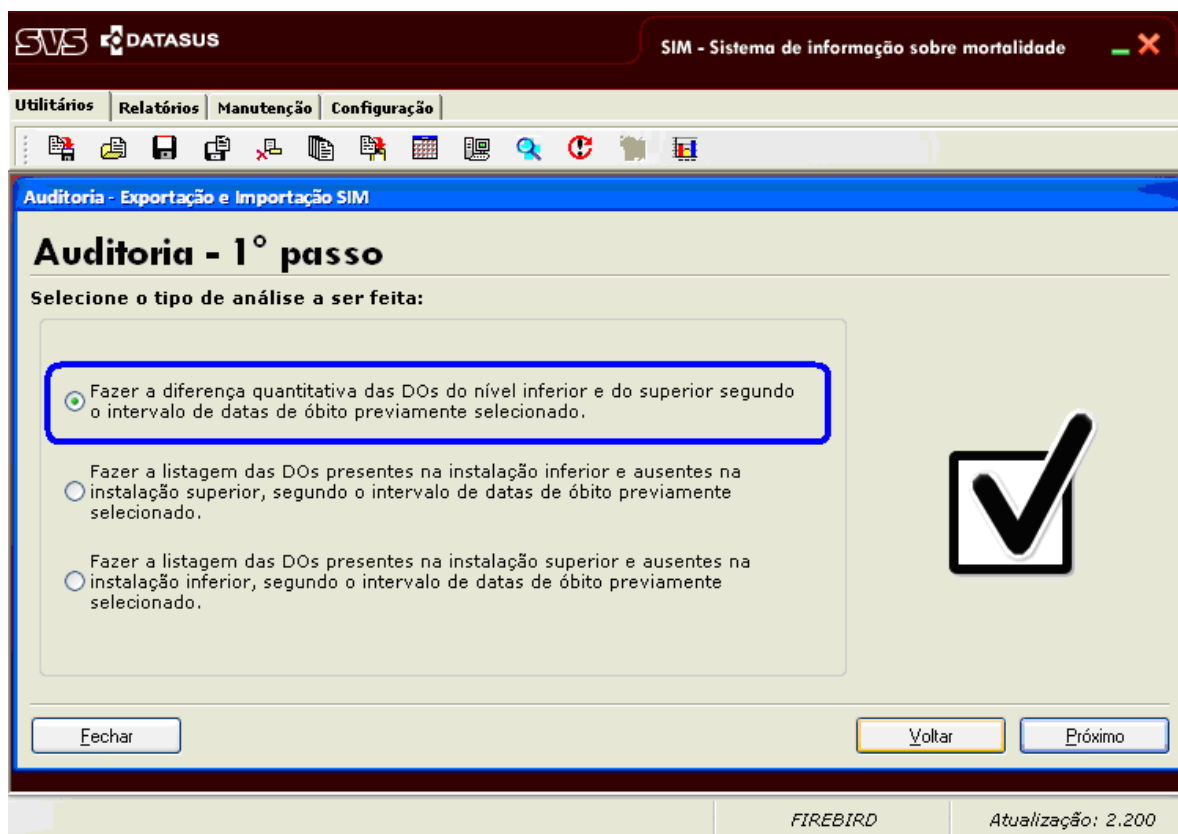 SVS DATASUS
SIM - Sistema de informação sobre mortalidade
Utilitários Relatórios Manutenção Configuração
Auditoria - Exportação e Importação SIM
Auditoria - 1° passo
Selecione o tipo de análise a ser feita:
Fazer a diferença quantitativa das DOs do nível inferior e do superior segundo
o intervalo de datas de óbito previamente selecionado.
Fazer a listagem das DOs presentes na instalação inferior e ausentes na
instalação superior, segundo o intervalo de datas de óbito previamente
selecionado.
Fazer a listagem das DOs presentes na instalação superior e ausentes na
instalação inferior, segundo o intervalo de datas de óbito previamente
selecionado.
Fechar
Voltar
Próximo
FIREBIRD
Atualização: 2.200